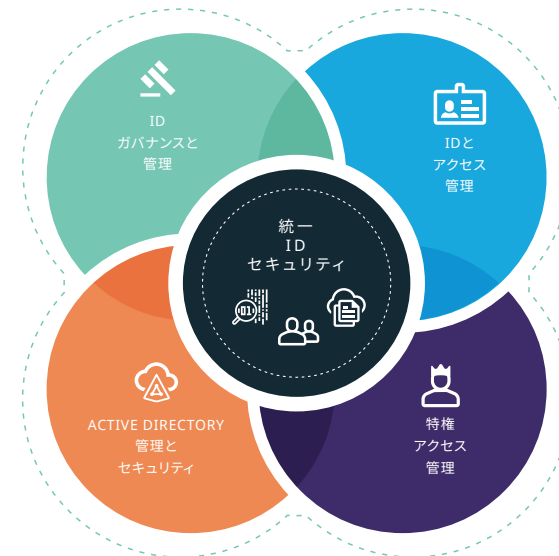 ID
ガバナンスと
管理
IDと
アクセス
管理
統一
ID
セキュリティ
01
ACTIVE DIRECTORY
管理と
セキュリティ
特権
アクセス
管理